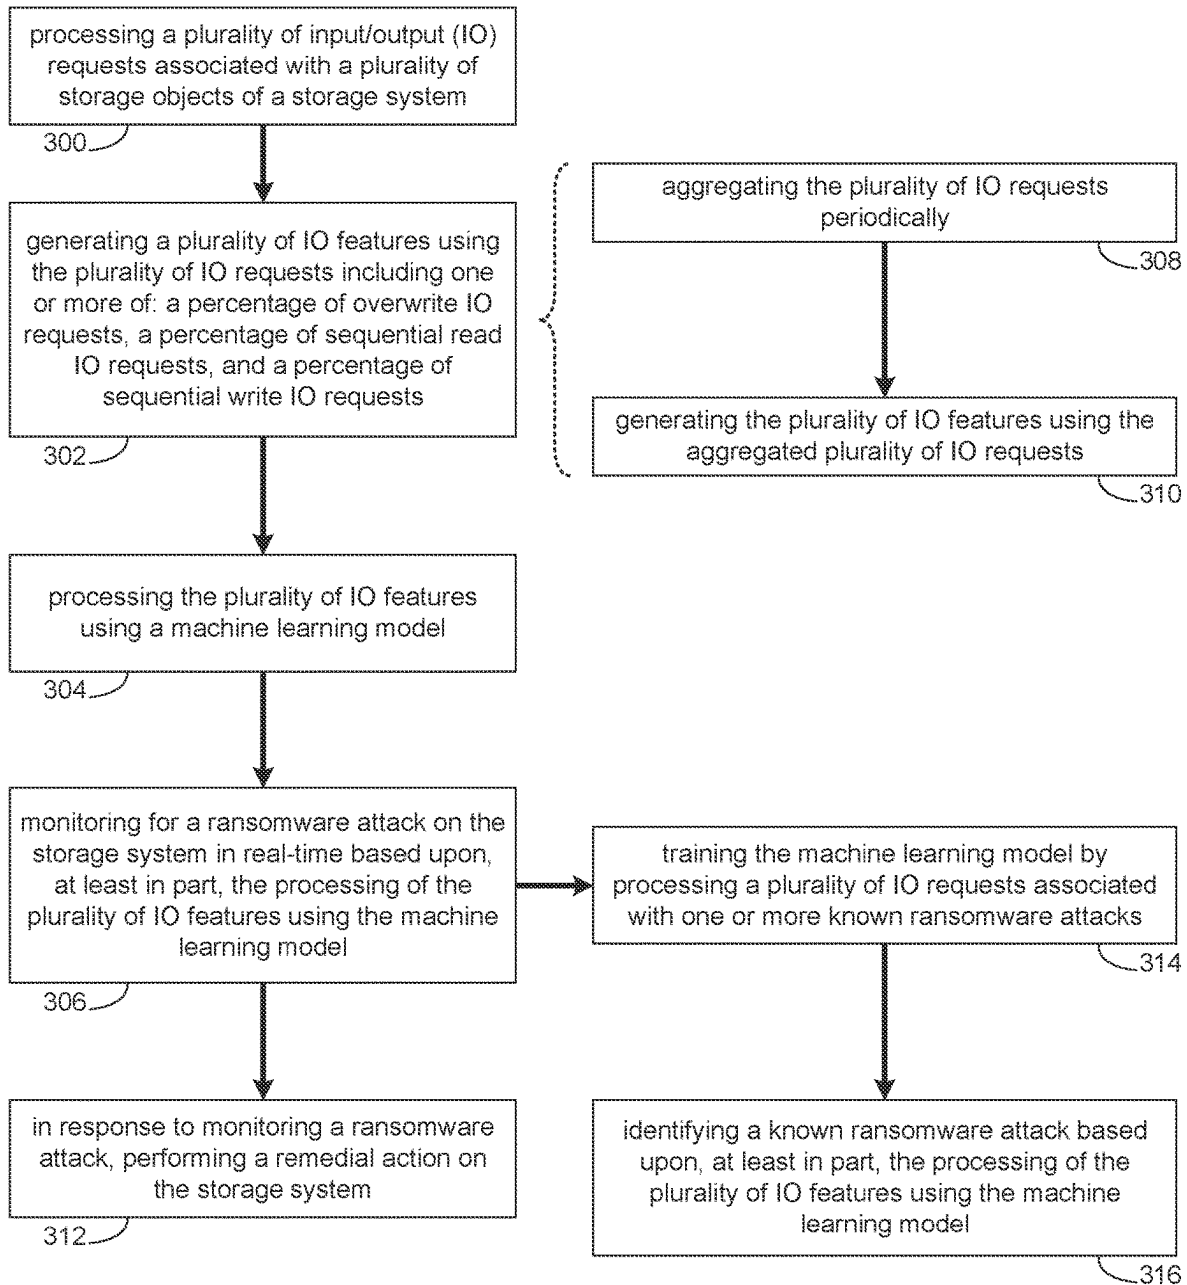 processing a plurality of input/output (IO)
requests associated with a plurality of
storage objects of a storage system
300
generating a plurality of IO features using
the plurality of IO requests including one
or more of: a percentage of overwrite IO
requests, a percentage of sequential read
IO requests, and a percentage of
sequential write IO requests
302
aggregating the plurality of IO requests
periodically
308
generating the plurality of IO features using the
aggregated plurality of IO requests
310
processing the plurality of IO features
using a machine learning model
304
monitoring for a ransomware attack on the
storage system in real-time based upon,
at least in part, the processing of the
plurality of IO features using the machine
learning model
306
training the machine learning model by
processing a plurality of IO requests associated
with one or more known ransomware attacks
314
in response to monitoring a ransomware
attack, performing a remedial action on
the storage system
312
identifying a known ransomware attack based
upon, at least in part, the processing of the
plurality of IO features using the machine
learning model
316